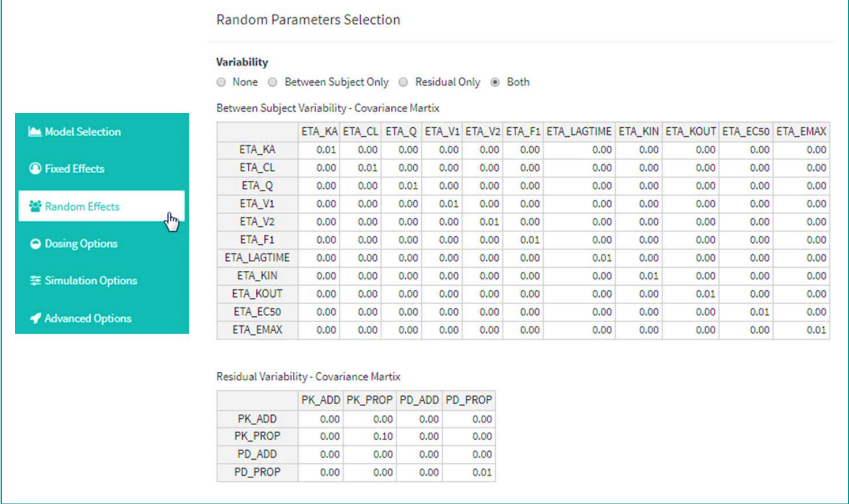 Random Parameters Selection
Variability
None Between Subject Only Residual Only Both
Between Subject Variability - Covariance Martix
Model Selection
Fixed Effects
Random Effects
Dosing Options
Simulation Options
Advanced Options
ETA_KA ETA_CL ETA_Q ETA_V1 ETA_V2 ETA_F1 ETA_LAGTIME ETA_KIN ETA_KOUT ETA_EC50 ETA_EMAX
ETA_KA 0.01 0.00 0.00 0.00 0.00 0.00 0.00 0.00 0.00 0.00 0.00
ETA_CL 0.00 0.01 0.00 0.00 0.00 0.00 0.00 0.00 0.00 0.00 0.00
ETA_Q 0.00 0.00 0.01 0.00 0.00 0.00 0.00 0.00 0.00 0.00 0.00
ETA_V1 0.00 0.00 0.00 0.01 0.00 0.00 0.00 0.00 0.00 0.00 0.00
ETA_V2 0.00 0.00 0.00 0.00 0.01 0.00 0.00 0.00 0.00 0.00 0.00
ETA_F1 0.00 0.00 0.00 0.00 0.00 0.01 0.00 0.00 0.00 0.00 0.00
ETA_LAGTIME 0.00 0.00 0.00 0.00 0.00 0.00 0.01 0.00 0.00 0.00 0.00
ETA_KIN 0.00 0.00 0.00 0.00 0.00 0.00 0.00 0.01 0.00 0.00 0.00
ETA_KOUT 0.00 0.00 0.00 0.00 0.00 0.00 0.00 0.00 0.01 0.00 0.00
ETA_EC50 0.00 0.00 0.00 0.00 0.00 0.00 0.00 0.00 0.00 0.01 0.00
ETA_EMAX 0.00 0.00 0.00 0.00 0.00 0.00 0.00 0.00 0.00 0.00 0.01
Residual Variability - Covariance Martix
PK_ADD PK_PROP PD_ADD PD_PROP
PK_ADD 0.00 0.00 0.00 0.00
PK_PROP 0.00 0.10 0.00 0.00
PD_ADD 0.00 0.00 0.00 0.00
PD_PROP 0.00 0.00 0.00 0.01